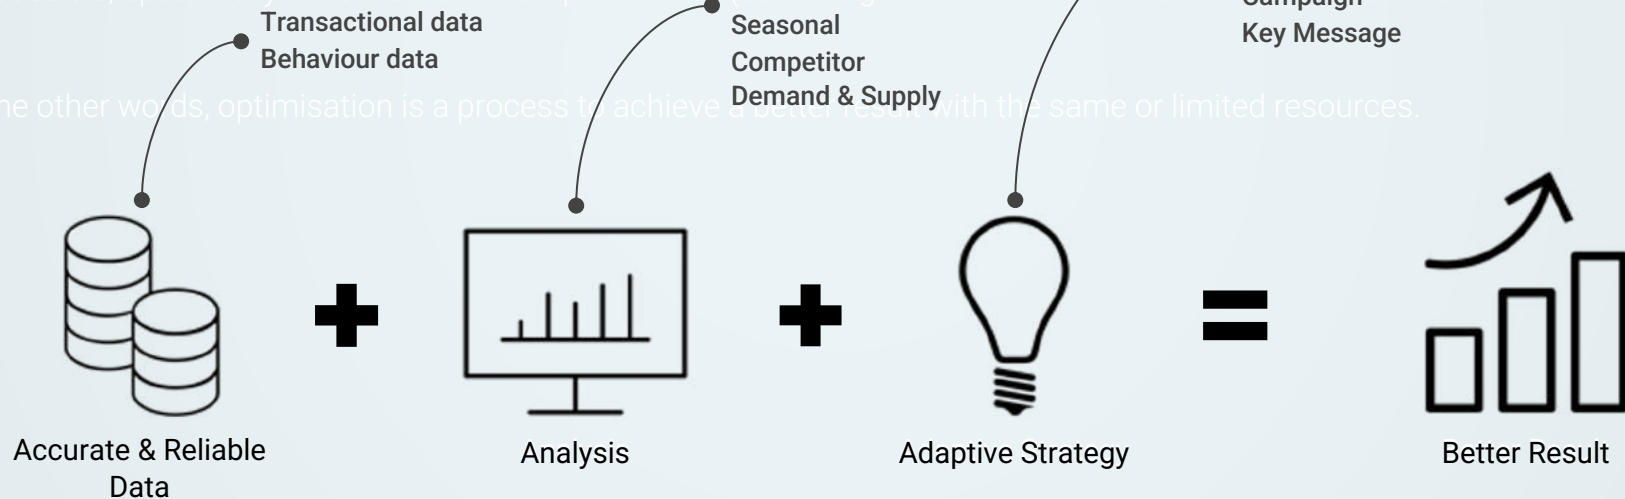 Transactional data
Behaviour data
Seasonal
Competitor
Demand & Supply
Campaign
Key Message
other words, optimisation is a process to achieve a better result with the same or limited resources.
Accurate & Reliable
Data
Analysis
Adaptive Strategy
Better Result